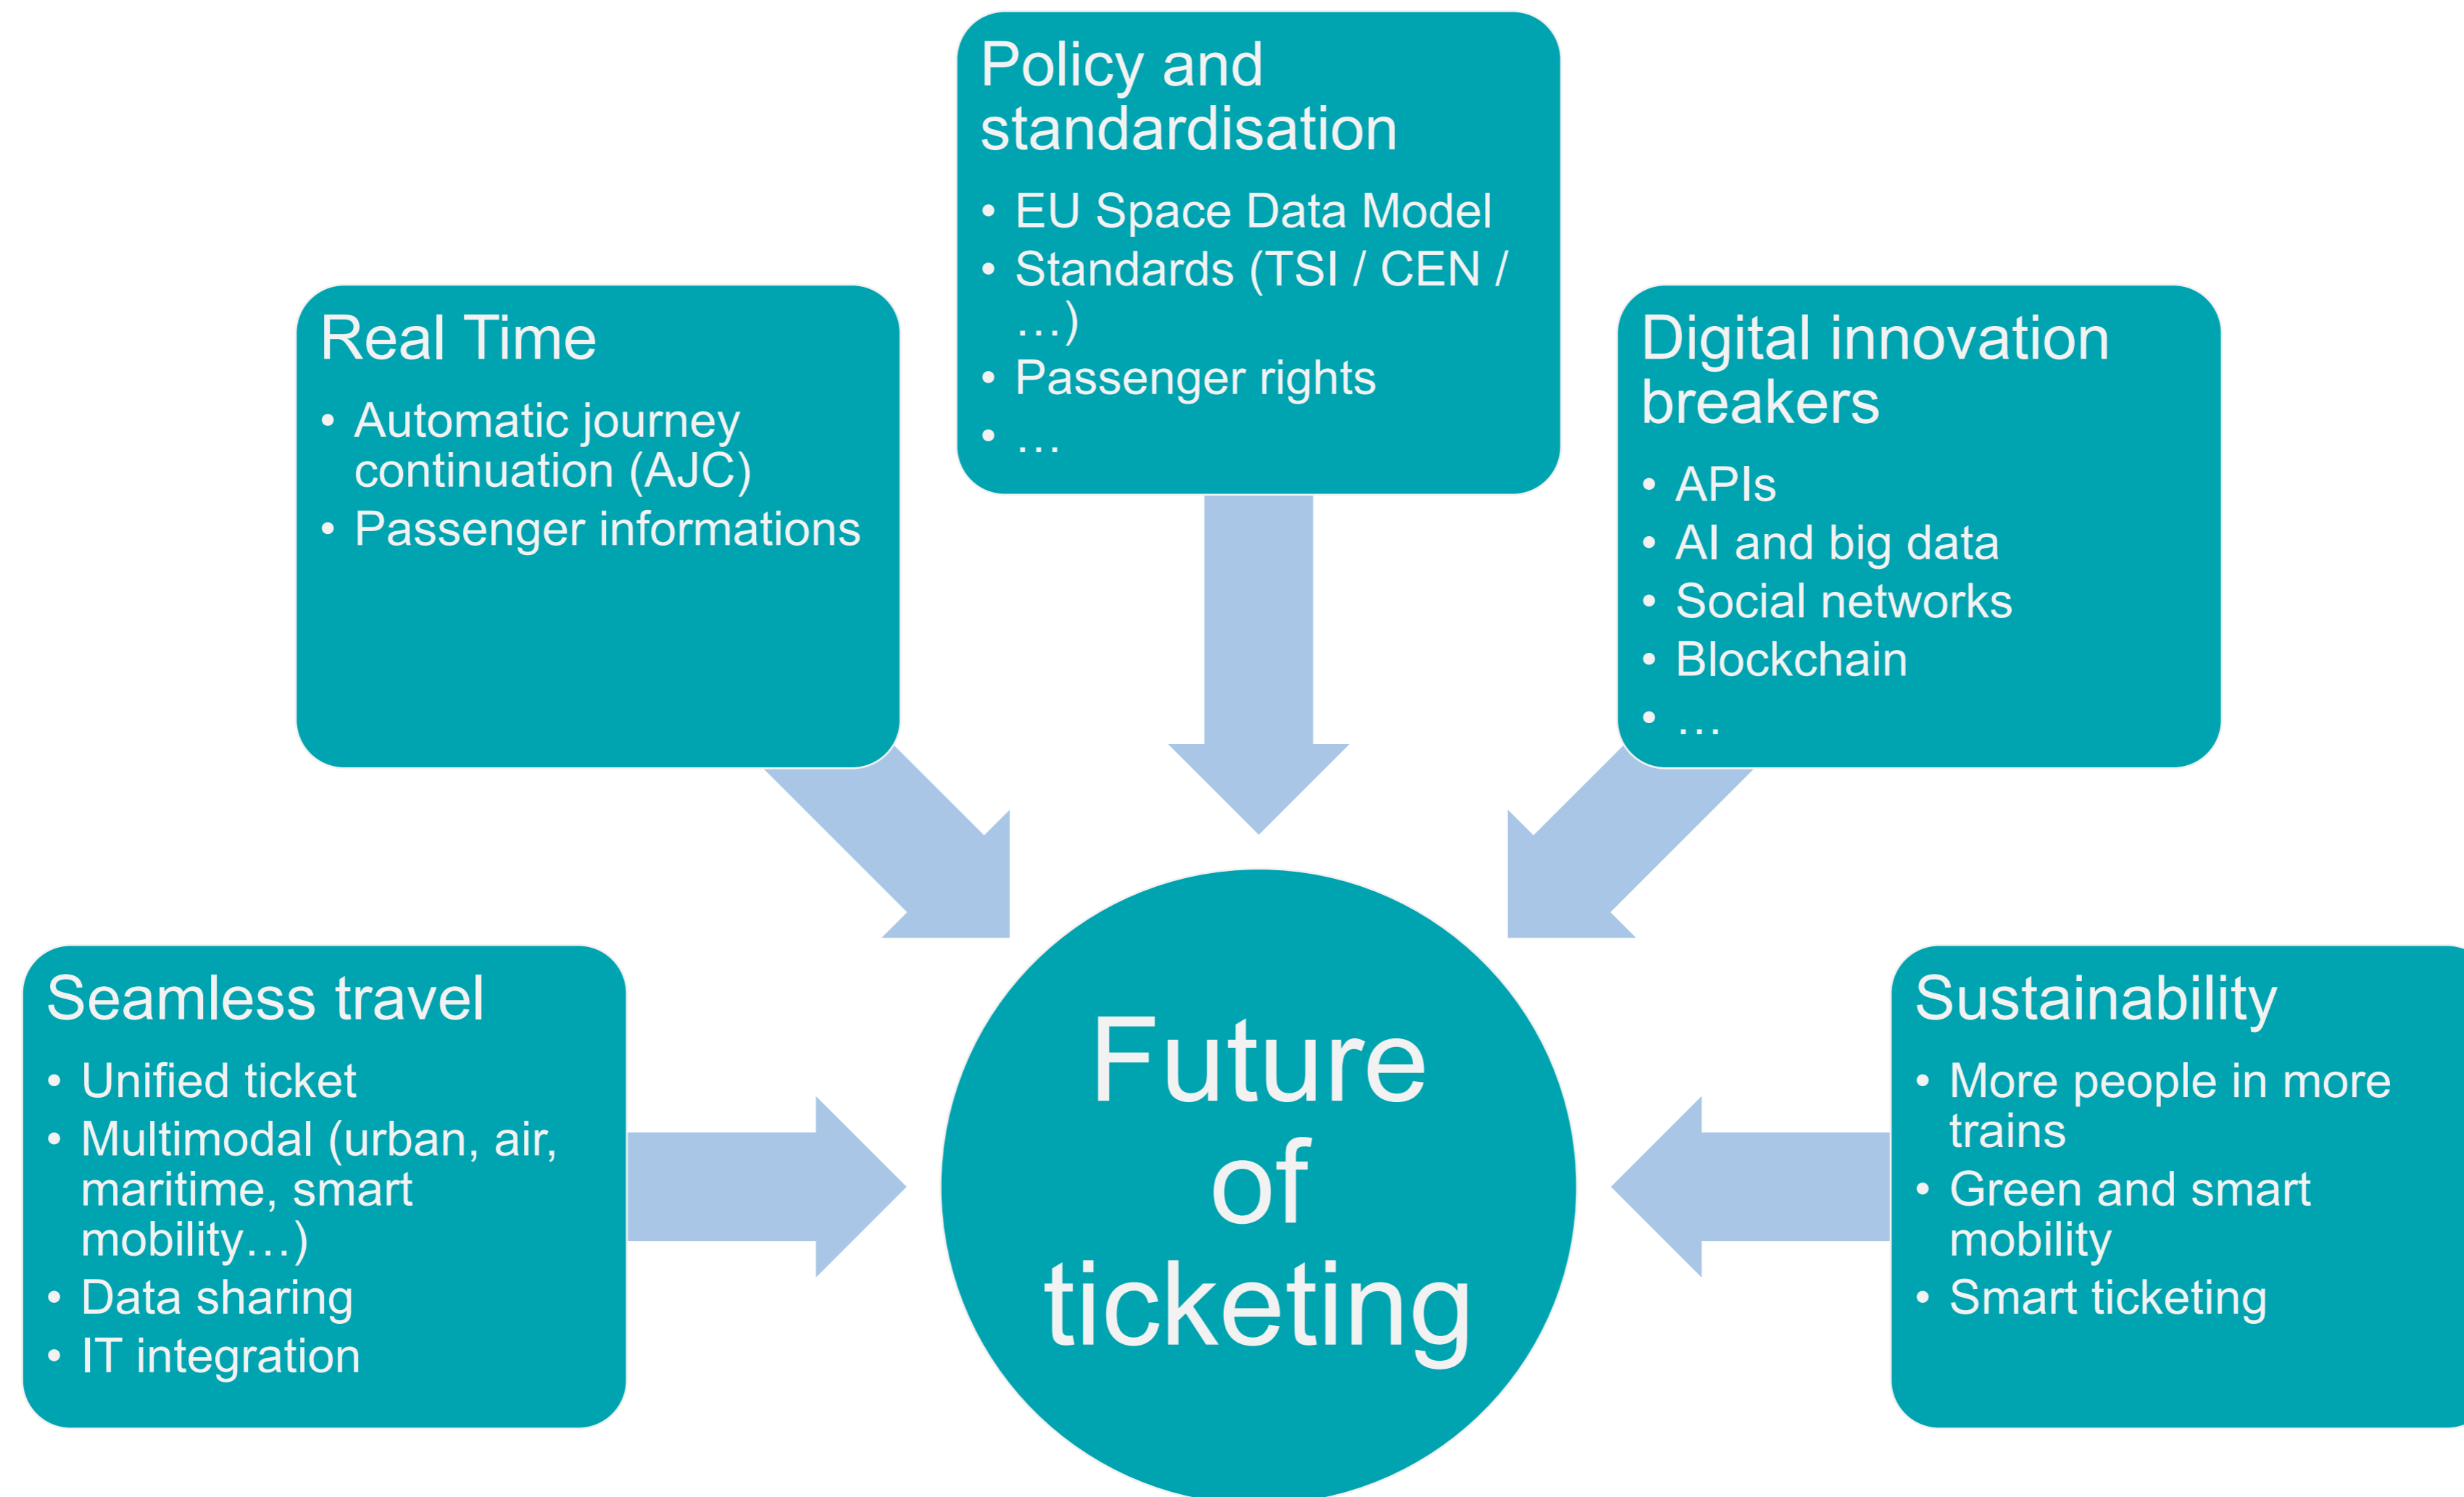 Policy and
standardisation
• EU Space Data Model
• Standards (TSI / CEN /
…)
• Passenger rights
• …
Real Time
• Automatic journey
continuation (AJC)
• Passenger informations
Digital innovation
breakers
• APIs
• AI and big data
• Social networks
• Blockchain
• …
Seamless travel
• Unified ticket
• Multimodal (urban, air,
maritime, smart
mobility…)
• Data sharing
• IT integration
Future
of
ticketing
Sustainability
• More people in more
trains
• Green and smart
mobility
• Smart ticketing